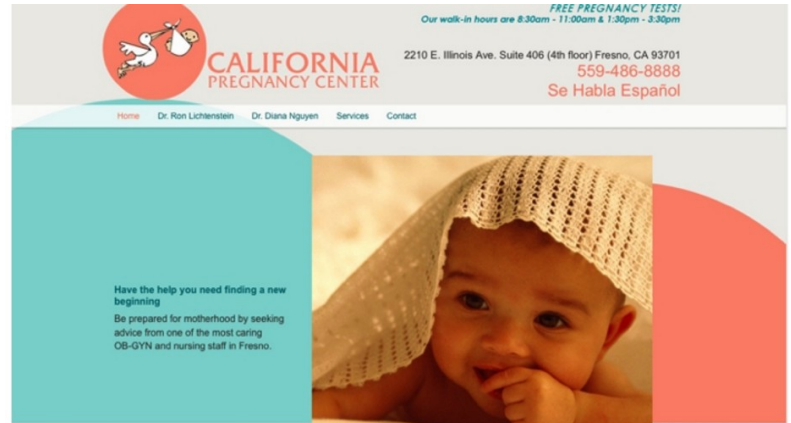 FREE PREGNANCY TESTS!
Our walk-in hours are 8:30am - 11:00am & 1:30pm - 3:30pm
CALIFORNIA
PREGNANCY CENTER
2210 E. Illinois Ave. Suite 406 (4th floor) Fresno, CA 93701
559-486-8888
Se Habla Español
Home Dr. Ron Lichtenstein Dr. Diana Nguyen Services Contact
Have the help you need finding a new
beginning
Be prepared for motherhood by seeking
advice from one of the most caring
OB-GYN and nursing staff in Fresno.